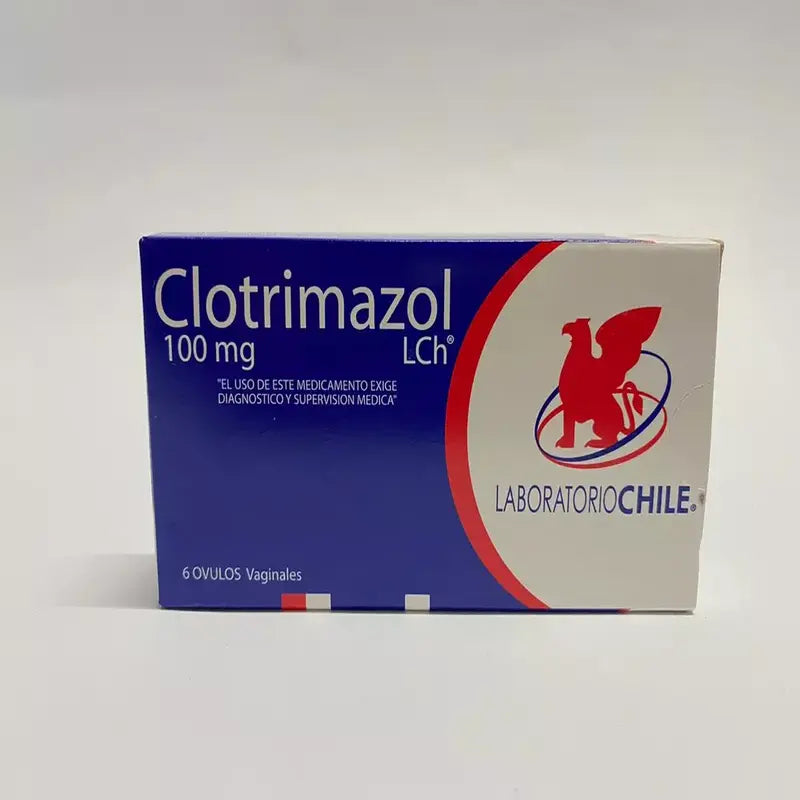 Clotrimazol
100 mg LCh®
"EL USO DE ESTE MEDICAMENTO EXIGE
DIAGNOSTICO Y SUPERVISION MEDICA"
LABORATORIOCHILE®
6 OVULOS Vaginales